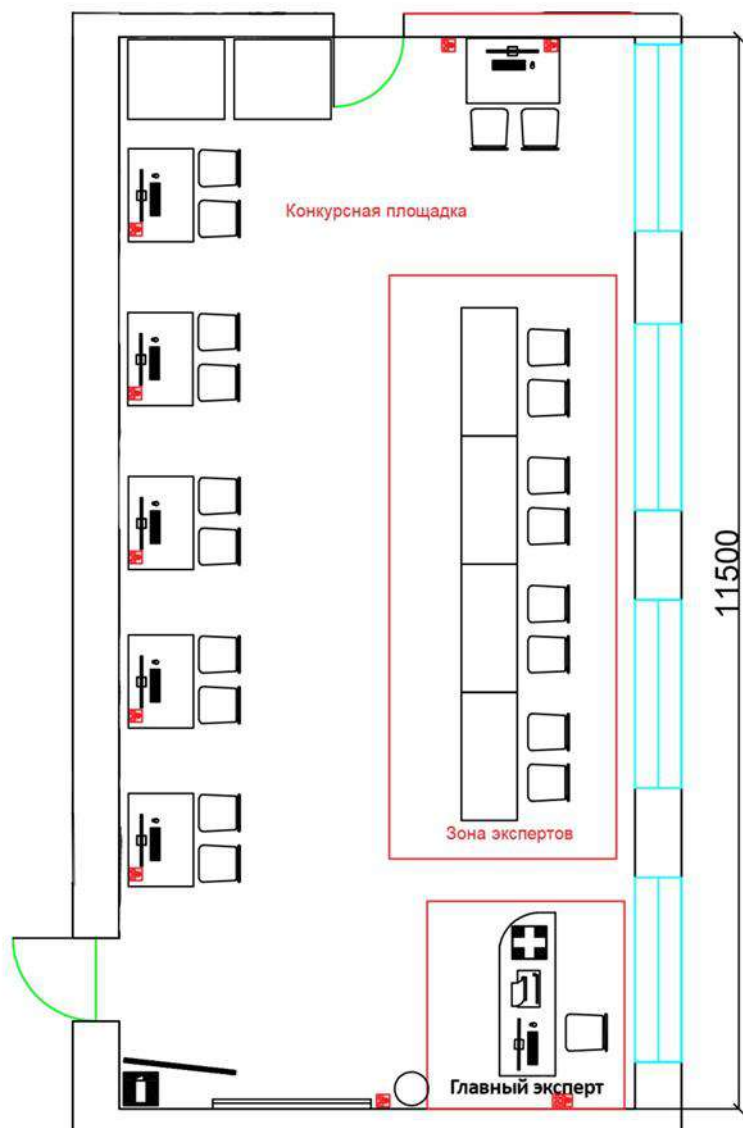 Конкурсная площадка
11500
Зона экспертов
Главный эксперт